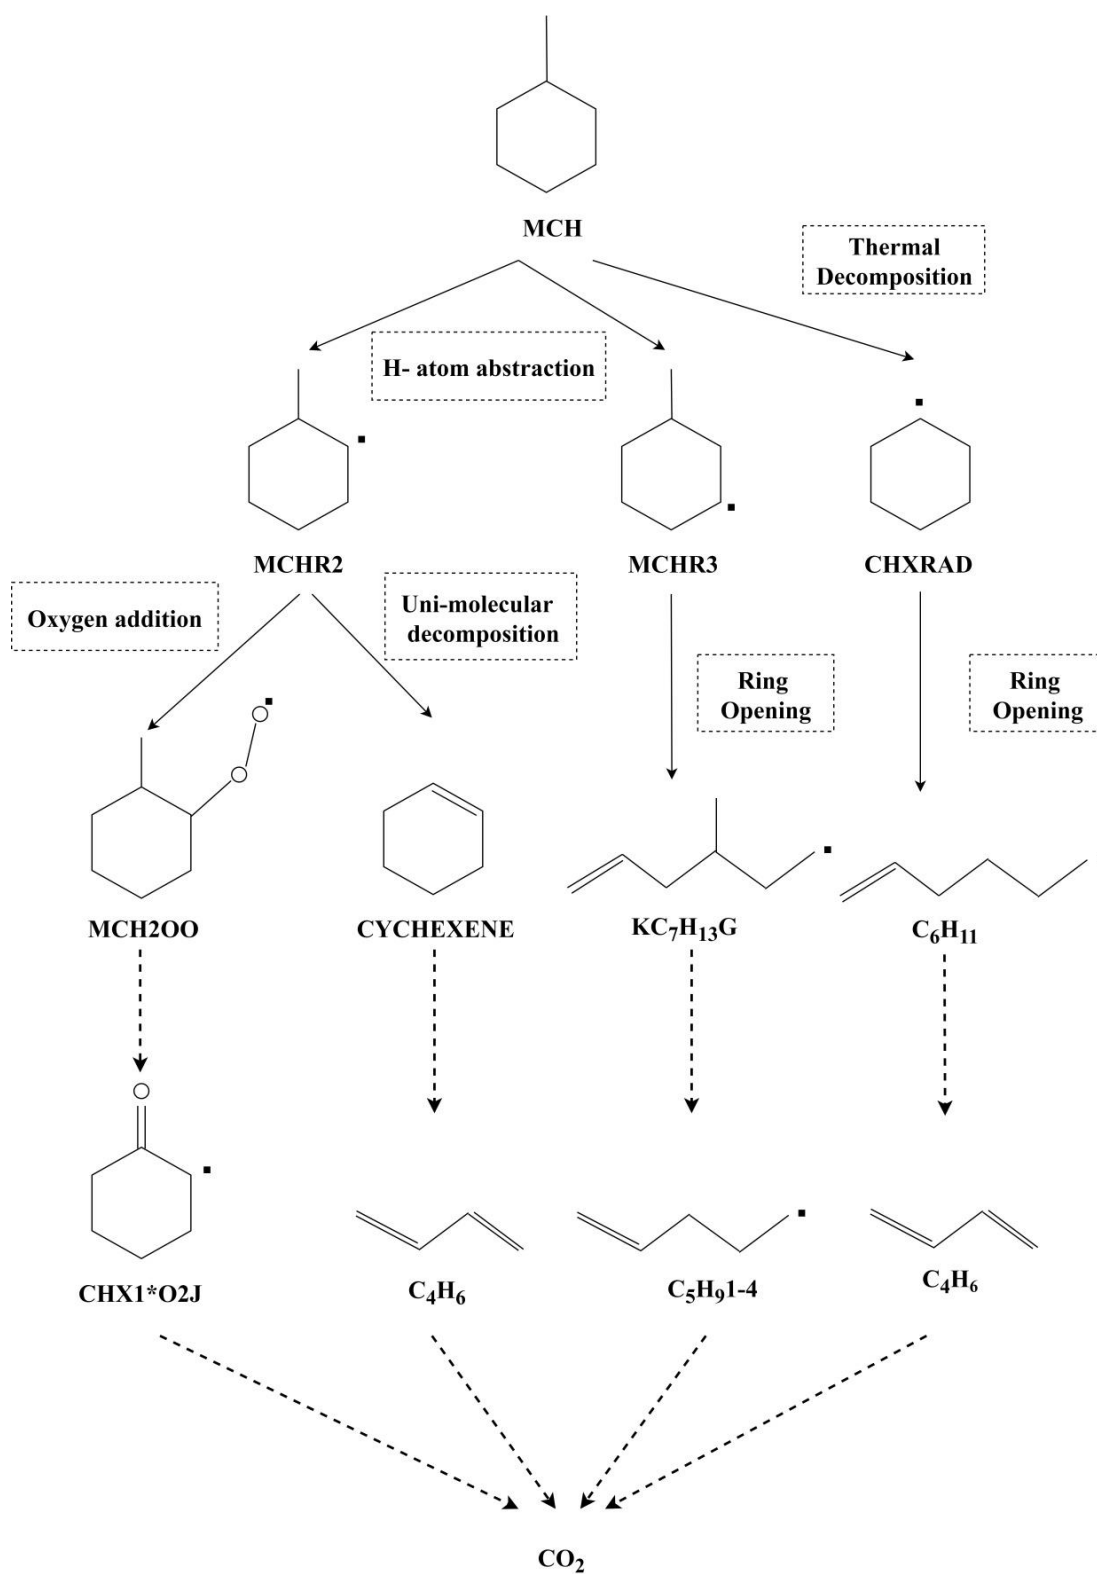 MCH
Thermal
Decomposition
H- atom abstraction
MCHR2
MCHR3
CHXRAD
Oxygen addition
Uni-molecular
decomposition
Ring
Opening
Ring
Opening
O
O
MCH2OO
CYCHEXENE
KC₇H₁₃G
C₆H₁₁
O
CHX1*O2J
C₄H₆
C₅H₉1-4
C₄H₆
CO₂